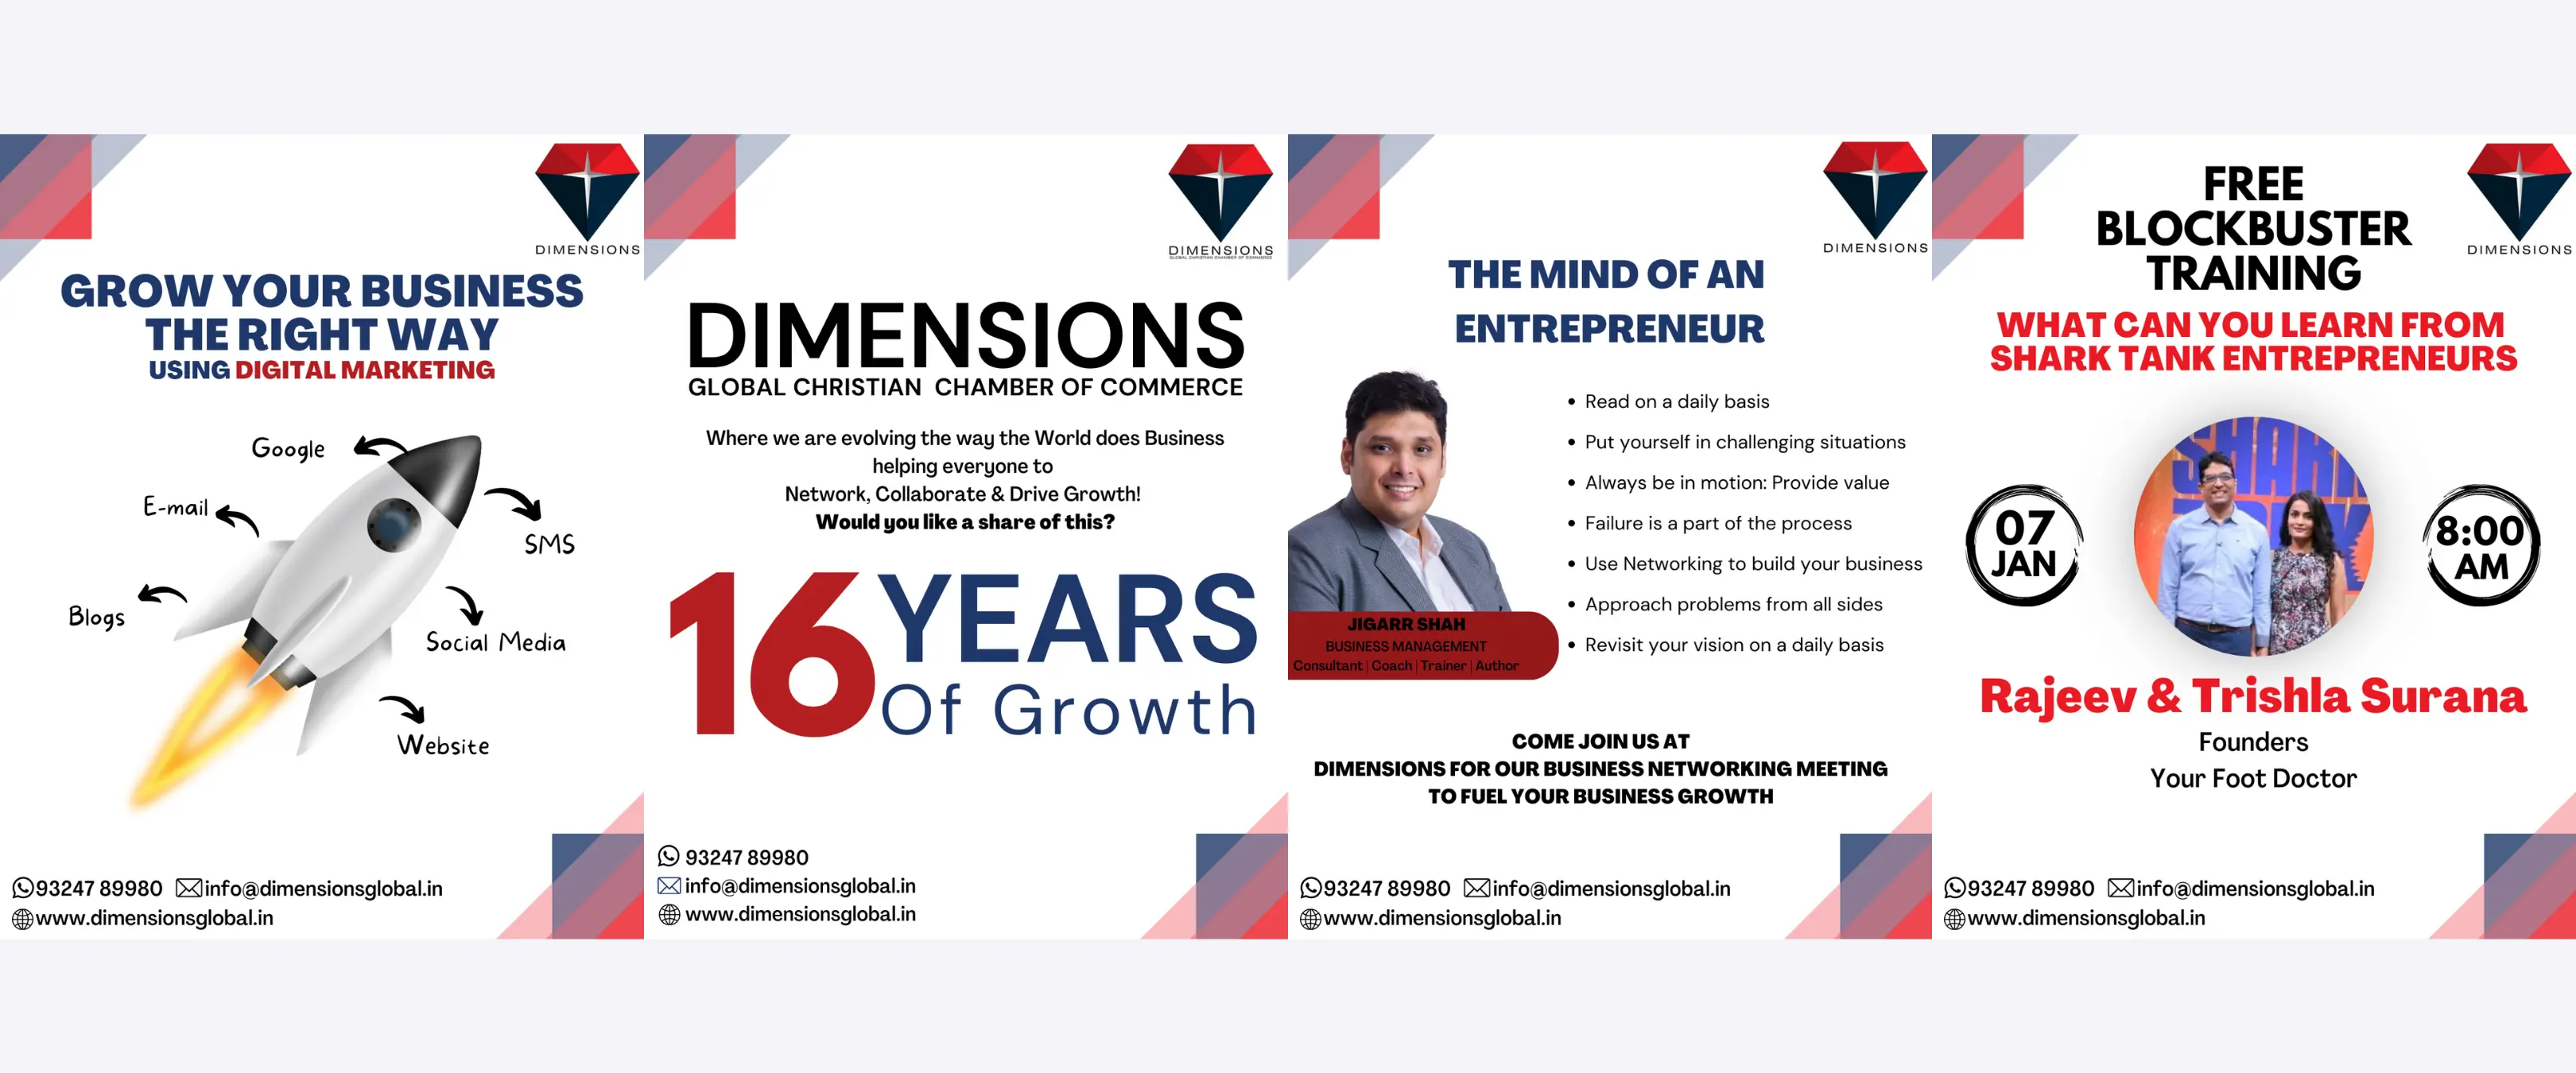 DIMENSIONS
GROW YOUR BUSINESS
THE RIGHT WAY
USING DIGITAL MARKETING
Google
E-mail
SMS
Blogs
Social Media
Website
93247 89980 info@dimensionsglobal.in
www.dimensionsglobal.in
DIMENSIONS
GLOBAL CHRISTIAN CHAMBER OF COMMERCE
DIMENSIONS
GLOBAL CHRISTIAN CHAMBER OF COMMERCE
Where we are evolving the way the World does Business
helping everyone to
Network, Collaborate & Drive Growth!
Would you like a share of this?
16 YEARS
Of Growth
93247 89980
info@dimensionsglobal.in
www.dimensionsglobal.in
DIMENSIONS
THE MIND OF AN
ENTREPRENEUR
• Read on a daily basis
• Put yourself in challenging situations
• Always be in motion: Provide value
• Failure is a part of the process
• Use Networking to build your business
• Approach problems from all sides
• Revisit your vision on a daily basis
JIGARR SHAH
BUSINESS MANAGEMENT
Consultant | Coach | Trainer | Author
COME JOIN US AT
DIMENSIONS FOR OUR BUSINESS NETWORKING MEETING
TO FUEL YOUR BUSINESS GROWTH
93247 89980 info@dimensionsglobal.in
www.dimensionsglobal.in
DIMENSIONS
FREE
BLOCKBUSTER
TRAINING
WHAT CAN YOU LEARN FROM
SHARK TANK ENTREPRENEURS
SHARK
07
JAN
8:00
AM
Rajeev & Trishla Surana
Founders
Your Foot Doctor
93247 89980 info@dimensionsglobal.in
www.dimensionsglobal.in